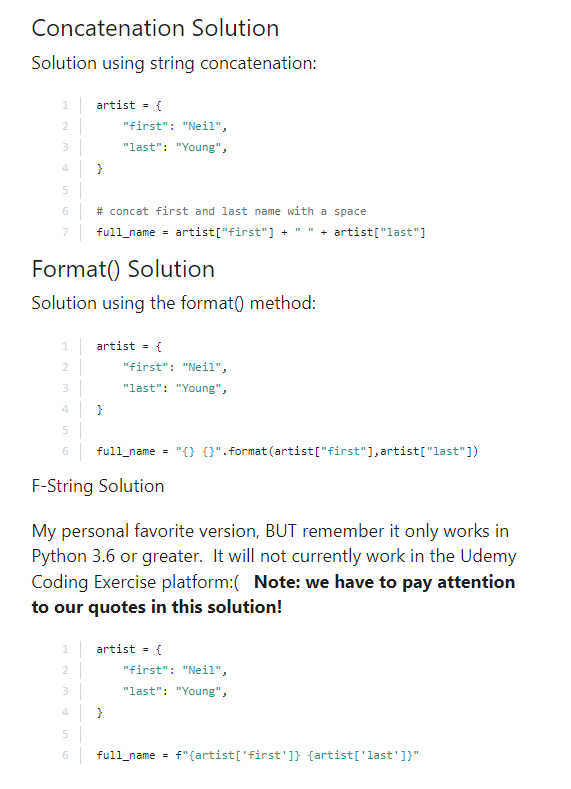 Concatenation Solution
Solution using string concatenation:
1 artist = {
2     "first": "Neil",
3     "last": "Young",
4 }
5
6 # concat first and last name with a space
7 full_name = artist["first"] + " " + artist["last"]
Format() Solution
Solution using the format() method:
1 artist = {
2     "first": "Neil",
3     "last": "Young",
4 }
5
6 full_name = "{} {}".format(artist["first"],artist["last"])
F-String Solution
My personal favorite version, BUT remember it only works in
Python 3.6 or greater.  It will not currently work in the Udemy
Coding Exercise platform:(   Note: we have to pay attention
to our quotes in this solution!
1 artist = {
2     "first": "Neil",
3     "last": "Young",
4 }
5
6 full_name = f"{artist['first']} {artist['last']}"